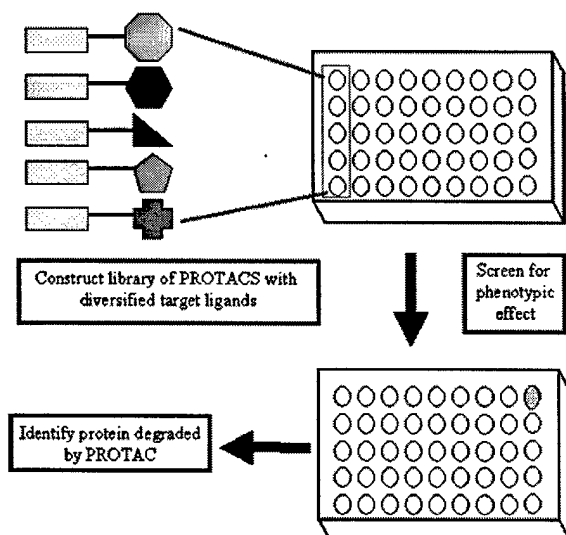 Construct library of PROTACS with
diversified target ligands
Screen for
phenotypic
effect
Identify protein degraded
by PROTAC